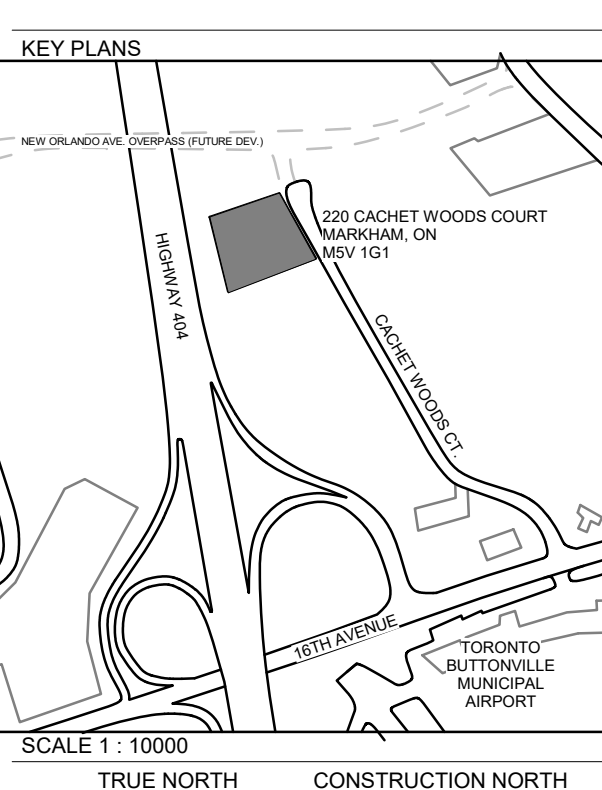 KEY PLANS
NEW ORLANDO AVE. OVERPASS (FUTURE DEV.)
220 CACHET WOODS COURT
MARKHAM, ON
M5V 1G1
HIGHWAY 404
CACHET WOODS CT.
16TH AVENUE
TORONTO
BUTTONVILLE
MUNICIPAL
AIRPORT
SCALE 1 : 10000
TRUE NORTH
CONSTRUCTION NORTH